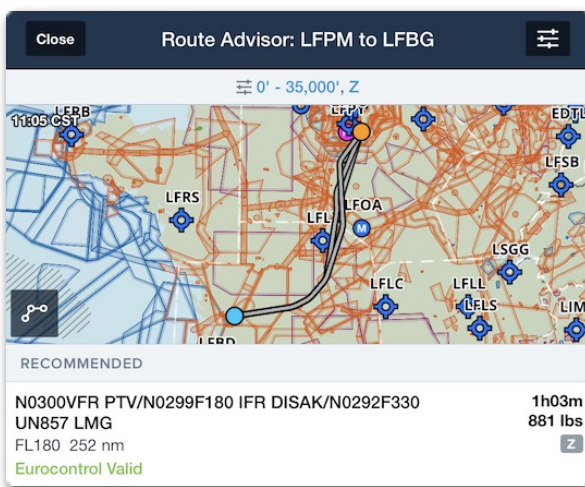 Close
Route Advisor: LFPM to LFBG
0' - 35,000', Z
LFRB
11:05 CST
LFPY
EDTL
LFSB
LFRS
LFOA
M
LSGG
LFLC
LFLL
LFLS
LIM
LFBD
RECOMMENDED
N0300VFR PTV/N0299F180 IFR DISAK/N0292F330
1h03m
UN857 LMG
881 lbs
FL180 252 nm
Z
Eurocontrol Valid